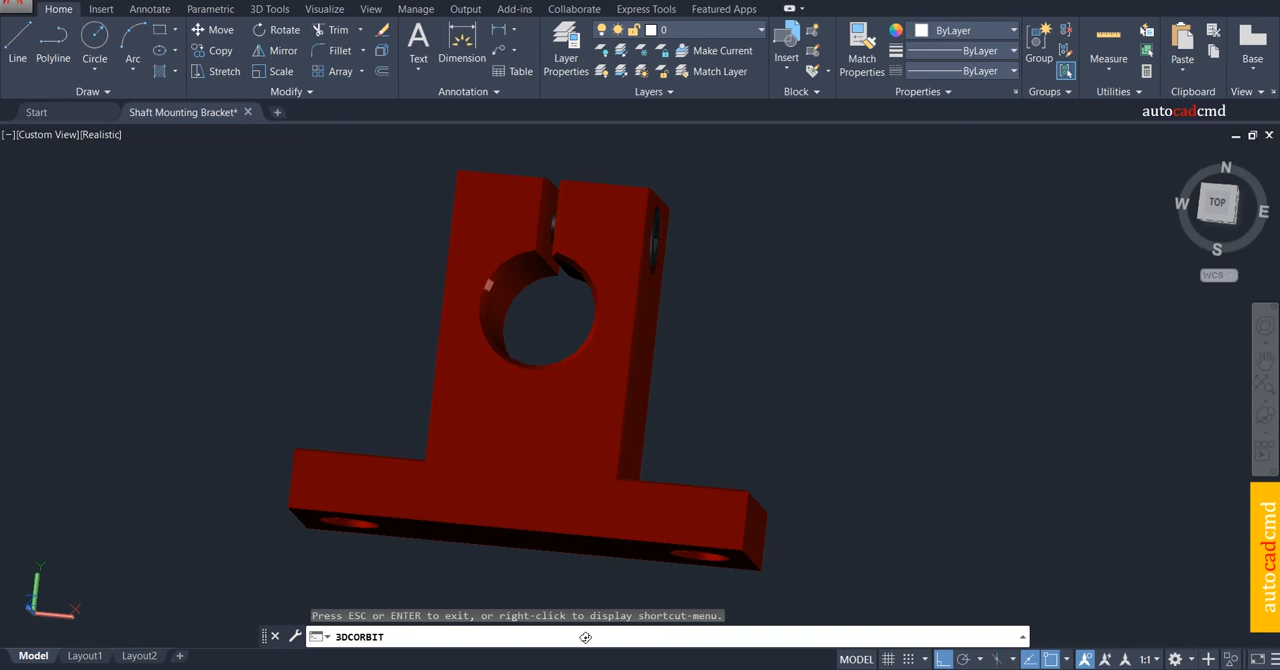 Home Insert Annotate Parametric 3D Tools Visualize View Manage Output Add-ins Collaborate Express Tools Featured Apps
Line
Polyline
Circle
Arc
Draw
Move
Copy
Stretch
Rotate
Mirror
Scale
Trim
Fillet
Array
Modify
Text
Dimension
Table
Annotation
Layer
Properties
0
Make Current
Match Layer
Layers
Insert
Block
Match
Properties
ByLayer
ByLayer
ByLayer
Properties
Group
Groups
Measure
Utilities
Paste
Clipboard
Base
View
Start
Shaft Mounting Bracket*
autocadcmd
[−][Custom View][Realistic]
N
W
TOP
E
S
WCS
autocadcmd
Y
X
Press ESC or ENTER to exit, or right-click to display shortcut-menu.
3DCORBIT
Model Layout1 Layout2
MODEL
1:1